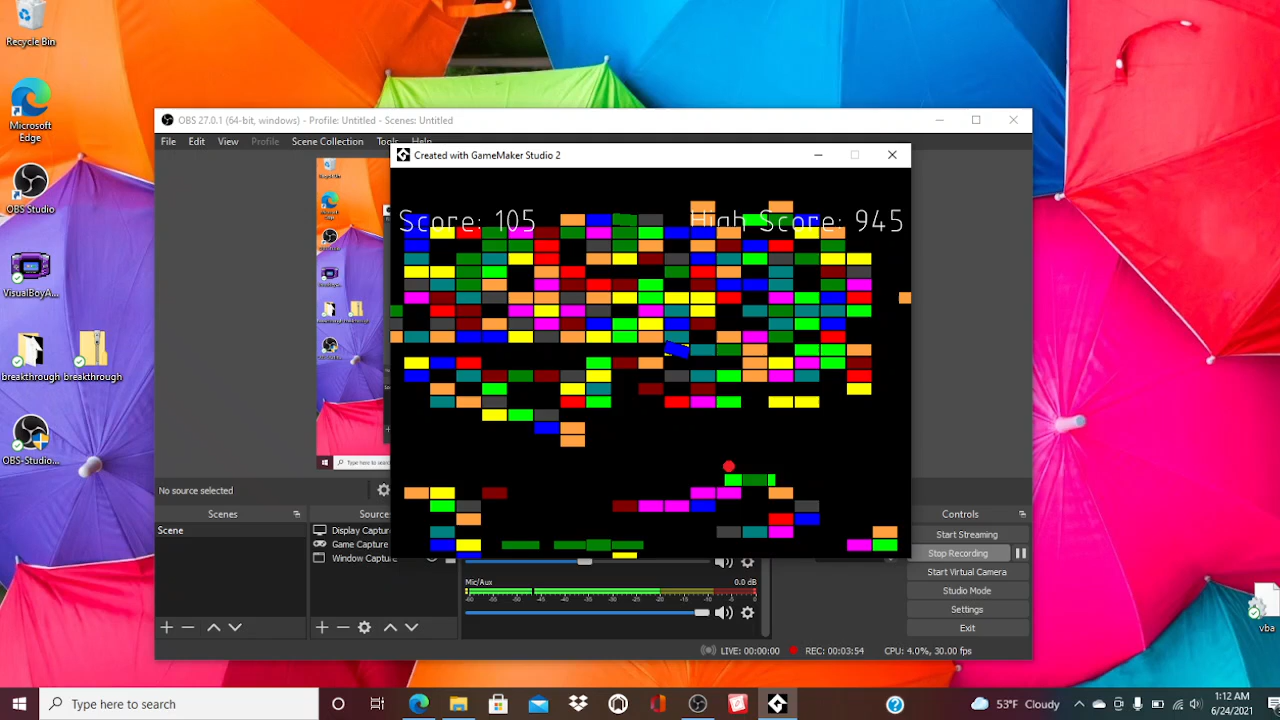 Recycle Bin
Microsoft Edge
OBS Studio
VisualBoyA...
breakthrough
breakthrough
OBS-Studio...
vba
OBS 27.0.1 (64-bit, windows) - Profile: Untitled - Scenes: Untitled
File Edit View Profile Scene Collection Tools Help
Created with GameMaker Studio 2
Score: 105
High Score: 945
No source selected
Scenes
Scene
Display Capture
Game Capture
Window Capture
Mic/Aux
0.0 dB
Controls
Start Streaming
Stop Recording
Start Virtual Camera
Studio Mode
Settings
Exit
LIVE: 00:00:00 REC: 00:03:54 CPU: 4.0%, 30.00 fps
Type here to search
53°F Cloudy
1:12 AM
6/24/2021